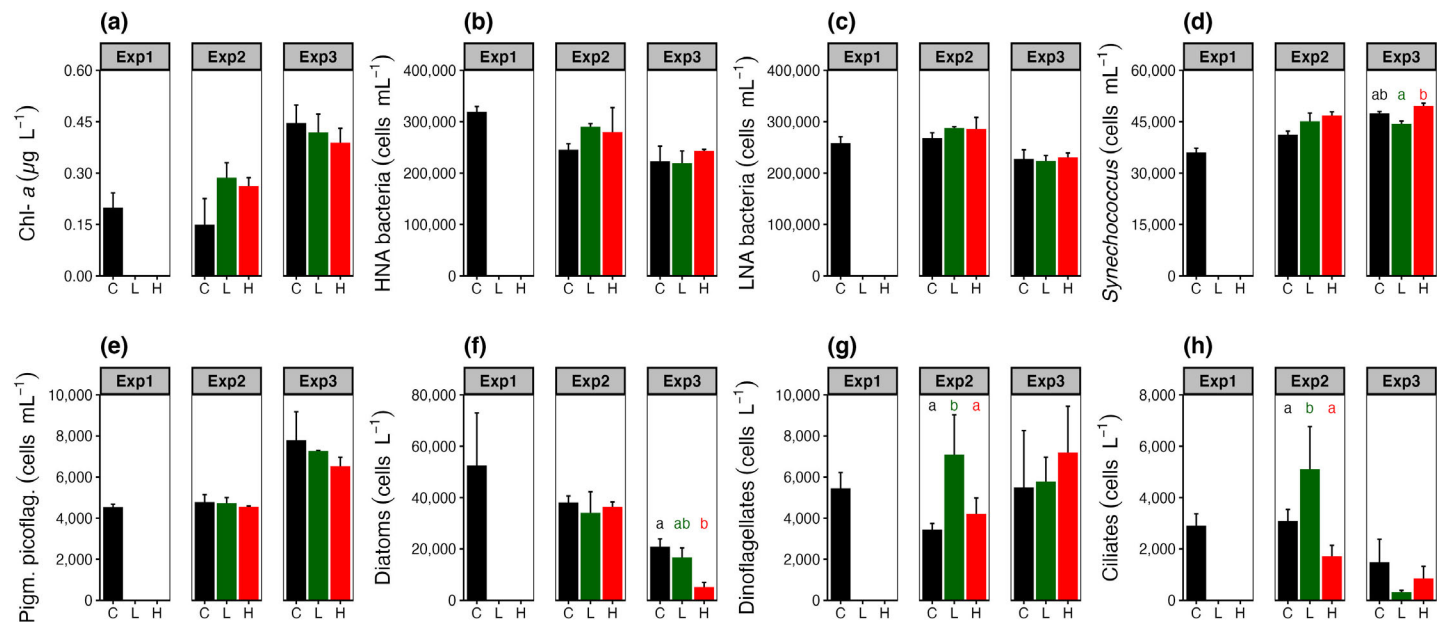 (a) (b) (c) (d)
Exp1 Exp2 Exp3 Exp1 Exp2 Exp3 Exp1 Exp2 Exp3 Exp1 Exp2 Exp3
Chl- a (µg L⁻¹)
0.60
0.45
0.30
0.15
0.00
C L H C L H C L H
HNA bacteria (cells mL⁻¹)
400,000
300,000
200,000
100,000
0
C L H C L H C L H
LNA bacteria (cells mL⁻¹)
400,000
300,000
200,000
100,000
0
C L H C L H C L H
Synechococcus (cells mL⁻¹)
60,000
45,000
30,000
15,000
0
ab a b
C L H C L H C L H
(e) (f) (g) (h)
Exp1 Exp2 Exp3 Exp1 Exp2 Exp3 Exp1 Exp2 Exp3 Exp1 Exp2 Exp3
Pigm. picoflag. (cells mL⁻¹)
10,000
8,000
6,000
4,000
2,000
0
C L H C L H C L H
Diatoms (cells L⁻¹)
80,000
60,000
40,000
20,000
0
a ab b
C L H C L H C L H
Dinoflagellates (cells L⁻¹)
10,000
8,000
6,000
4,000
2,000
0
a b a
C L H C L H C L H
Ciliates (cells L⁻¹)
8,000
6,000
4,000
2,000
0
a b a
C L H C L H C L H